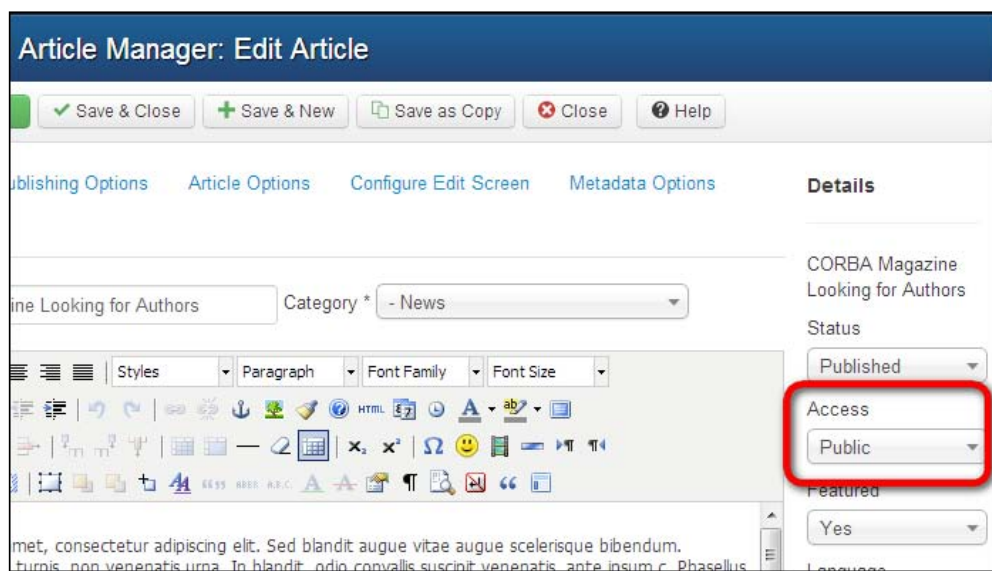 Article Manager: Edit Article
Save & Close Save & New Save as Copy Close Help
ublishing Options Article Options Configure Edit Screen Metadata Options
Details
CORBA Magazine
Looking for Authors
ine Looking for Authors Category * - News
Status
Published
Styles Paragraph Font Family Font Size
Access
HTML
Public
Featured
Yes
met, consectetur adipiscing elit. Sed blandit augue vitae augue scelerisque bibendum.
turpis, non venenatis urna. In blandit, odio convallis suscipit venenatis, ante ipsum c. Phasellus
Language